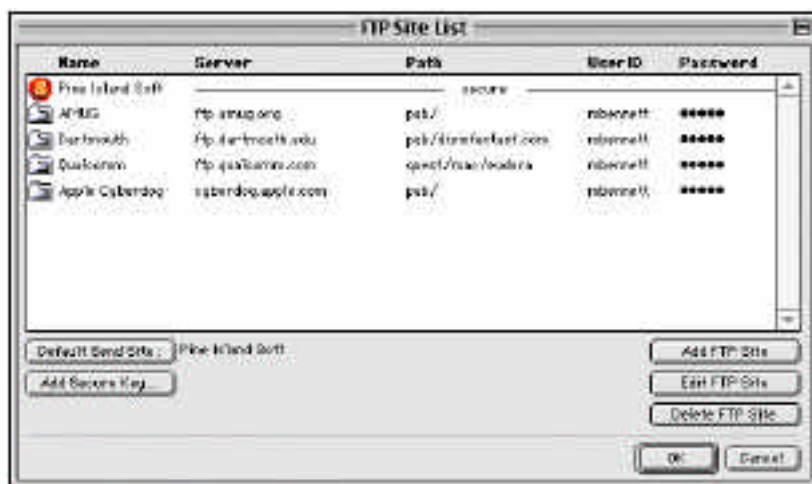 FTP Site List
Name Server Path User ID Password
Pine Island Soft secure
AMUG ftp.amug.org pub/ mbennett •••••
Dartmouth ftp.dartmouth.edu mbennett •••••
Qualcomm ftp.qualcomm.com quest/mac/eudora mbennett •••••
Apple Cyberdog cyberdog.apple.com pub/ mbennett •••••
Default Send Site : Pine Island Soft
Add Secure Key...
Add FTP Site
Edit FTP Site
Delete FTP Site
OK Cancel